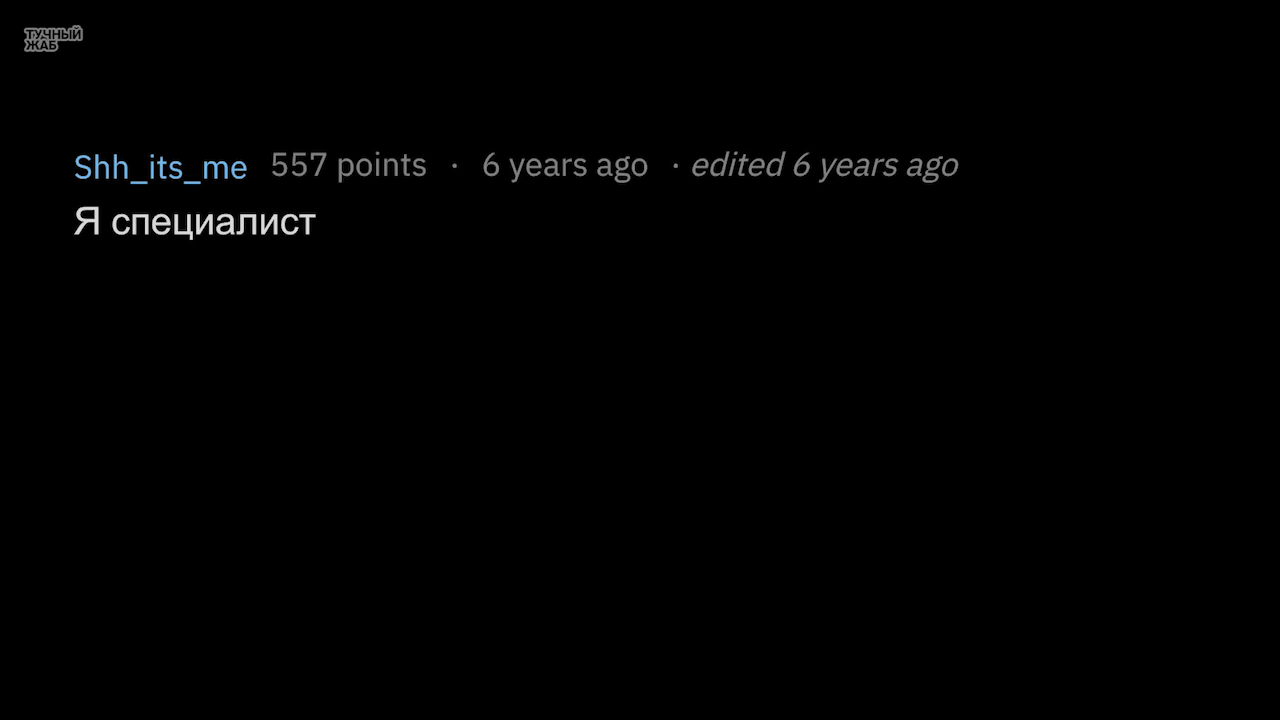 ТУЧНЫЙ
ЖАБ
Shh_its_me 557 points · 6 years ago · edited 6 years ago
Я специалист